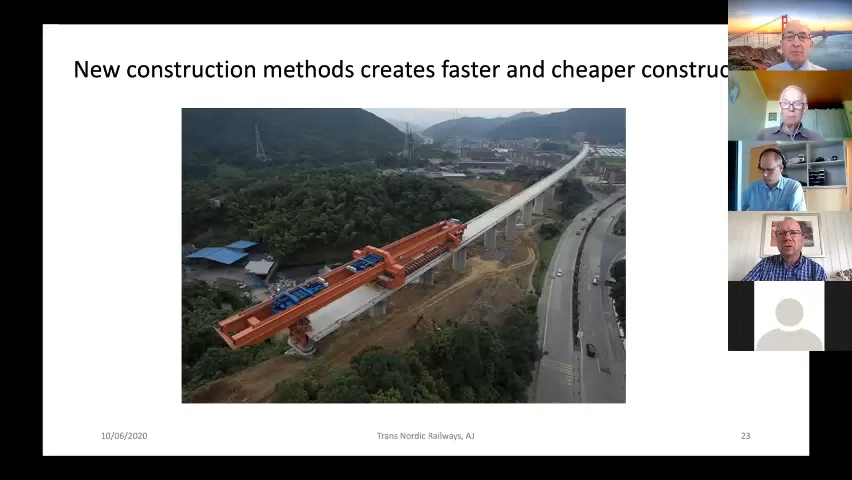 New construction methods creates faster and cheaper construc
10/06/2020
Trans Nordic Railways, AJ
23